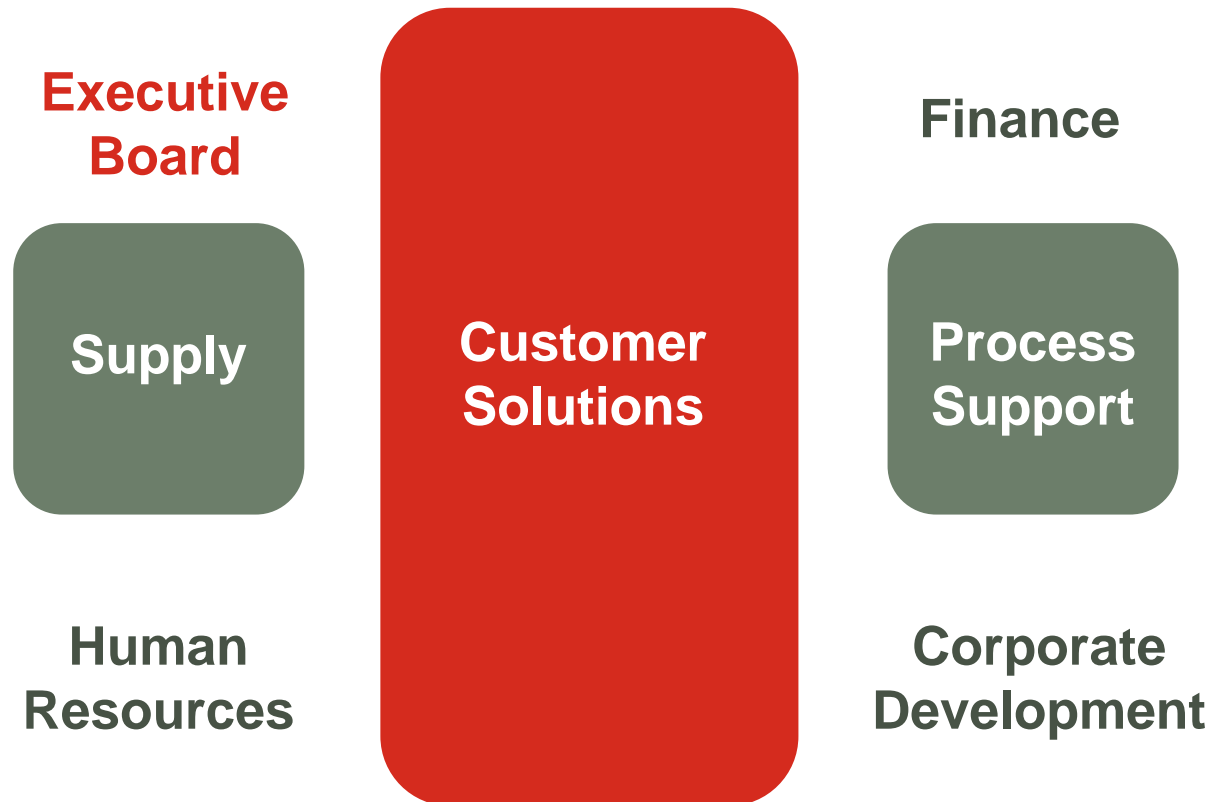 Executive
Board
Finance
Supply
Customer
Solutions
Process
Support
Human
Resources
Corporate
Development